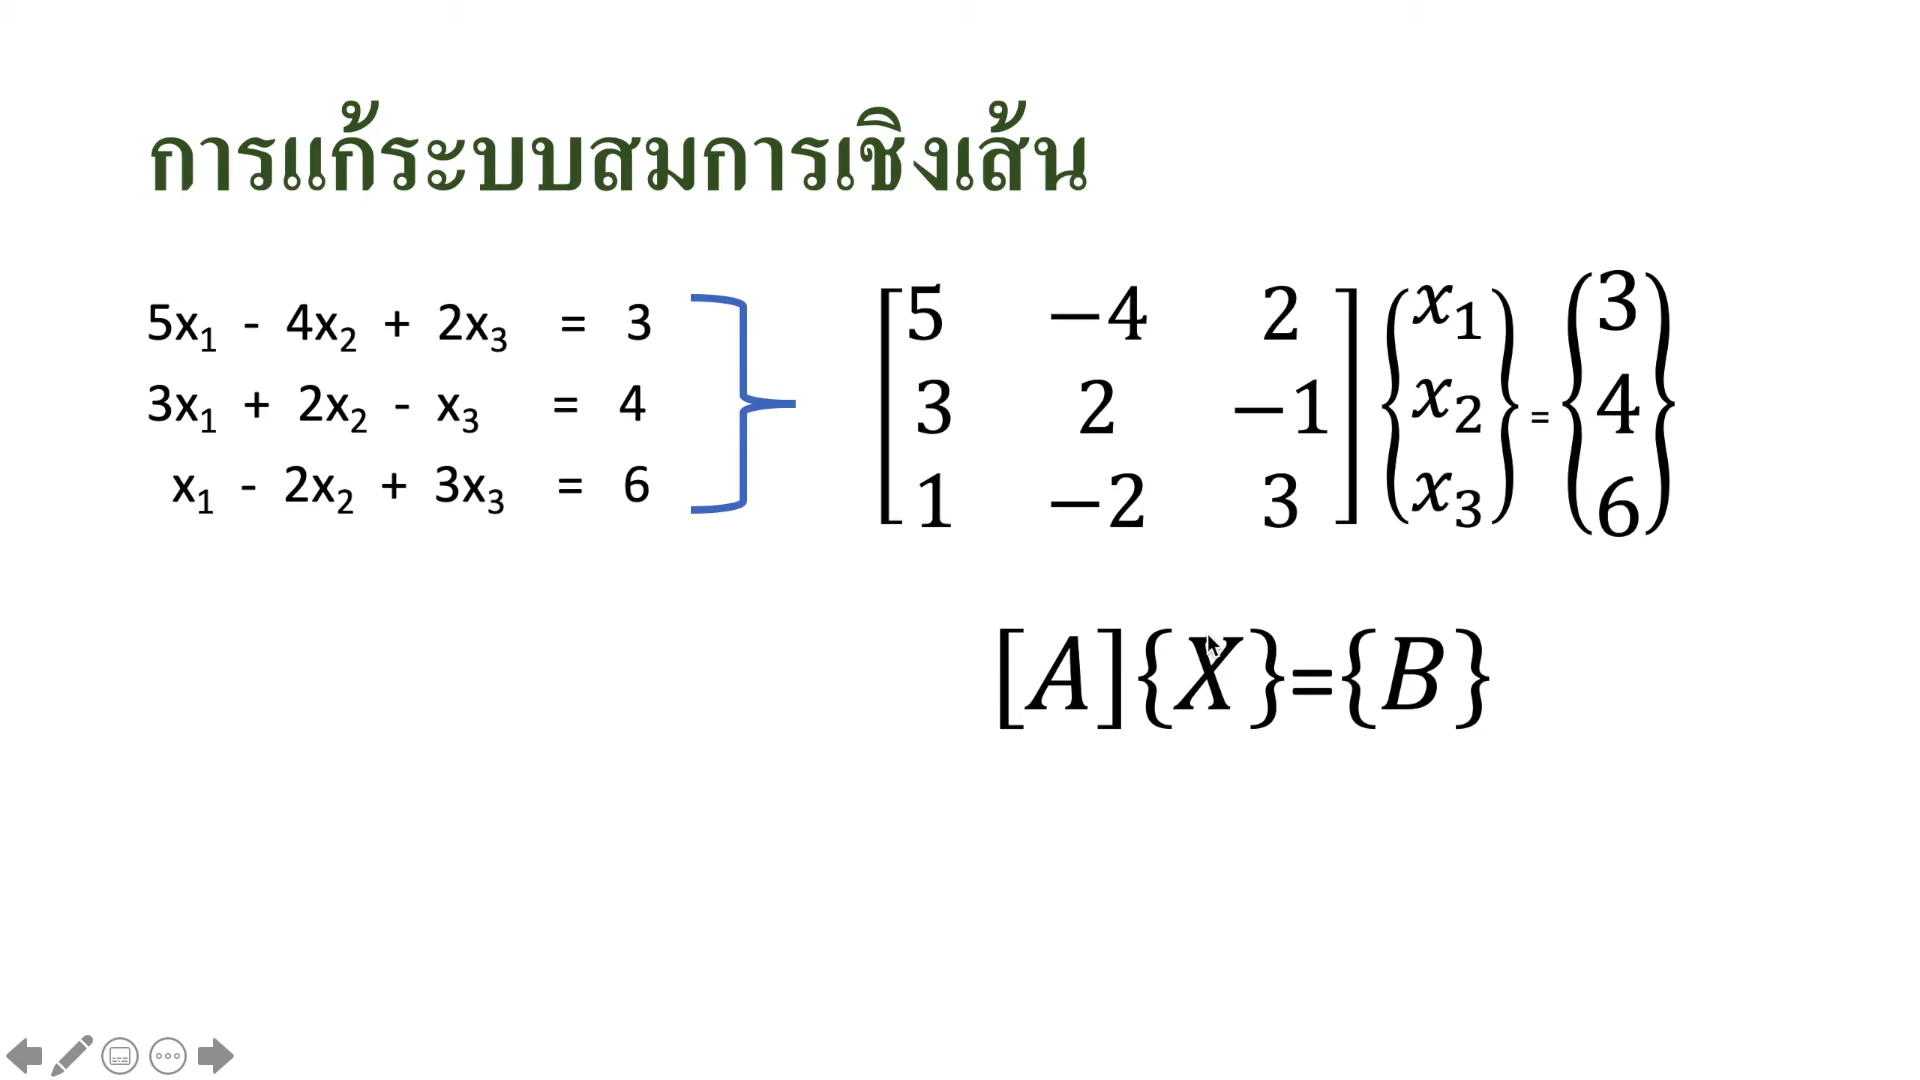 การแก้ระบบสมการเชิงเส้น
5x₁ - 4x₂ + 2x₃ = 3
3x₁ + 2x₂ - x₃ = 4
x₁ - 2x₂ + 3x₃ = 6
[5 −4 2] {x₁} = {3}
[3 2 −1] {x₂} = {4}
[1 −2 3] {x₃} = {6}
[A]{X}={B}